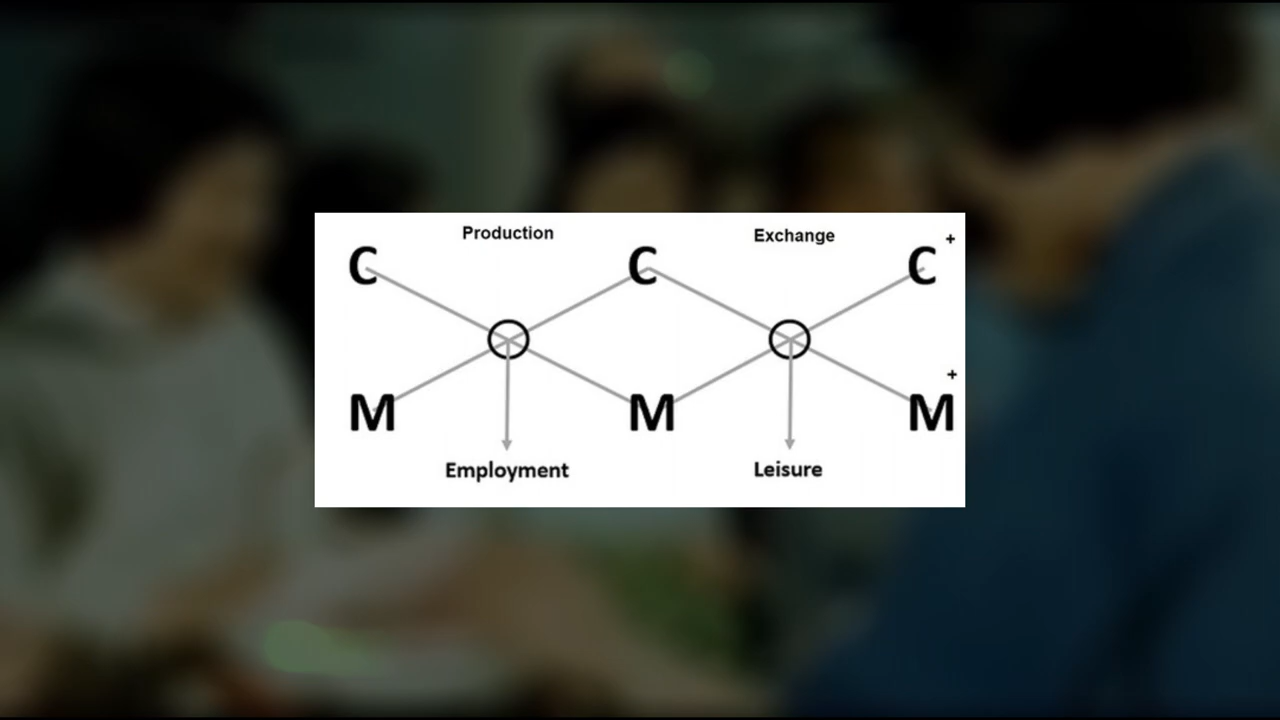 Production Exchange
C C C +
+
M M M
Employment Leisure